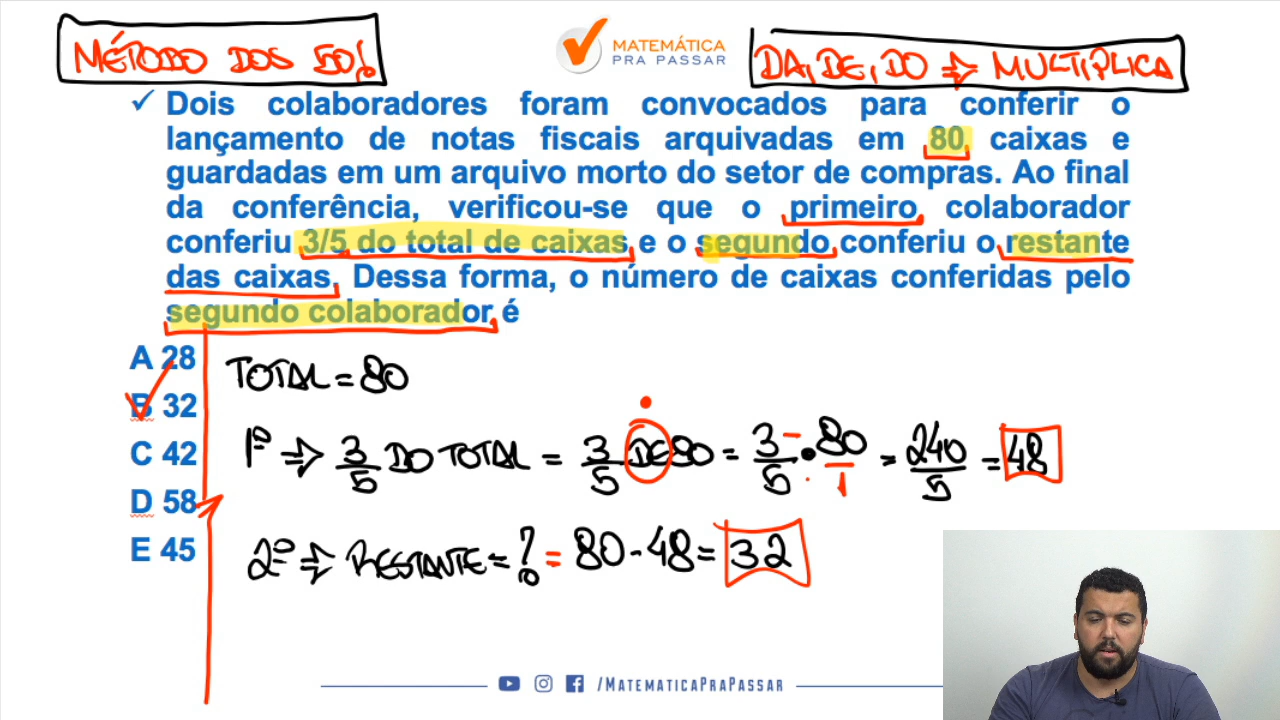 MÉTODO DOS 50%
MATEMÁTICA
PRA PASSAR
DA, DE, DO ⇒ MULTIPLICA
✓ Dois colaboradores foram convocados para conferir o
lançamento de notas fiscais arquivadas em 80 caixas e
guardadas em um arquivo morto do setor de compras. Ao final
da conferência, verificou-se que o primeiro colaborador
conferiu 3/5 do total de caixas e o segundo conferiu o restante
das caixas. Dessa forma, o número de caixas conferidas pelo
segundo colaborador é
A 28
B 32
C 42
D 58
E 45
TOTAL = 80
1º ⇒ 3/5 DO TOTAL = 3/5 DE 80 = 3/5 • 80/1 = 240/5 = 48
2º ⇒ RESTANTE = ? = 80 - 48 = 32
/MATEMATICAPRAPASSAR